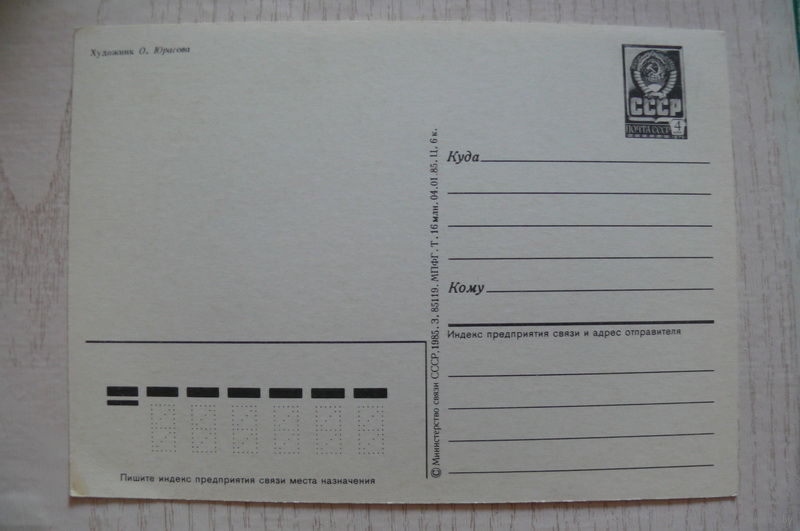 Художник О. Юрасова
СССР
ПОЧТА СССР 4
Куда
Кому
Индекс предприятия связи и адрес отправителя
© Министерство связи СССР, 1985. З. 85119. МПФГ. Т. 16 млн. 04.01.85. Ц. 6 к.
Пишите индекс предприятия связи места назначения